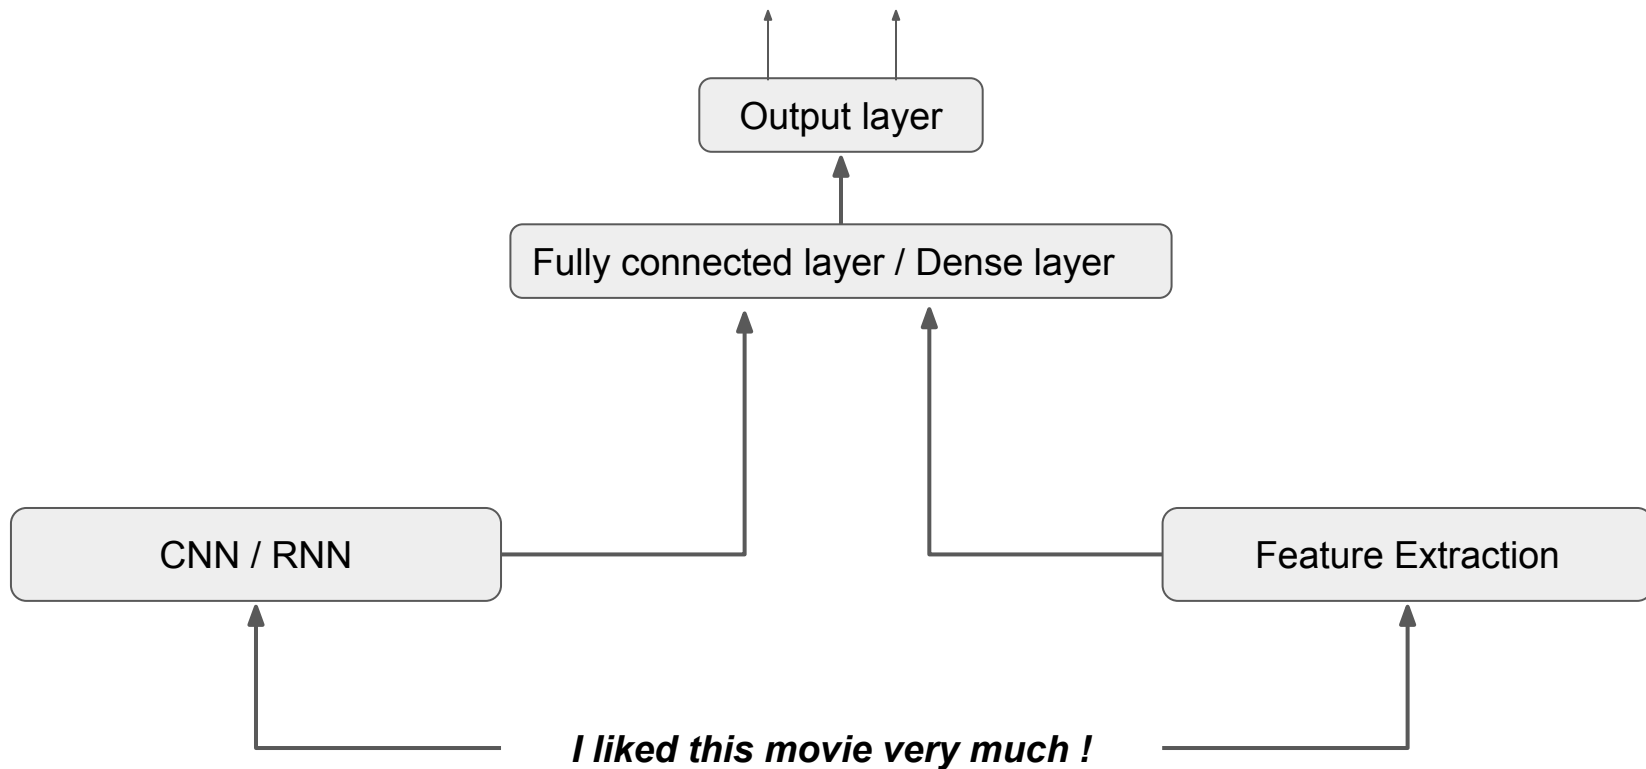 Output layer
Fully connected layer / Dense layer
CNN / RNN
Feature Extraction
I liked this movie very much !